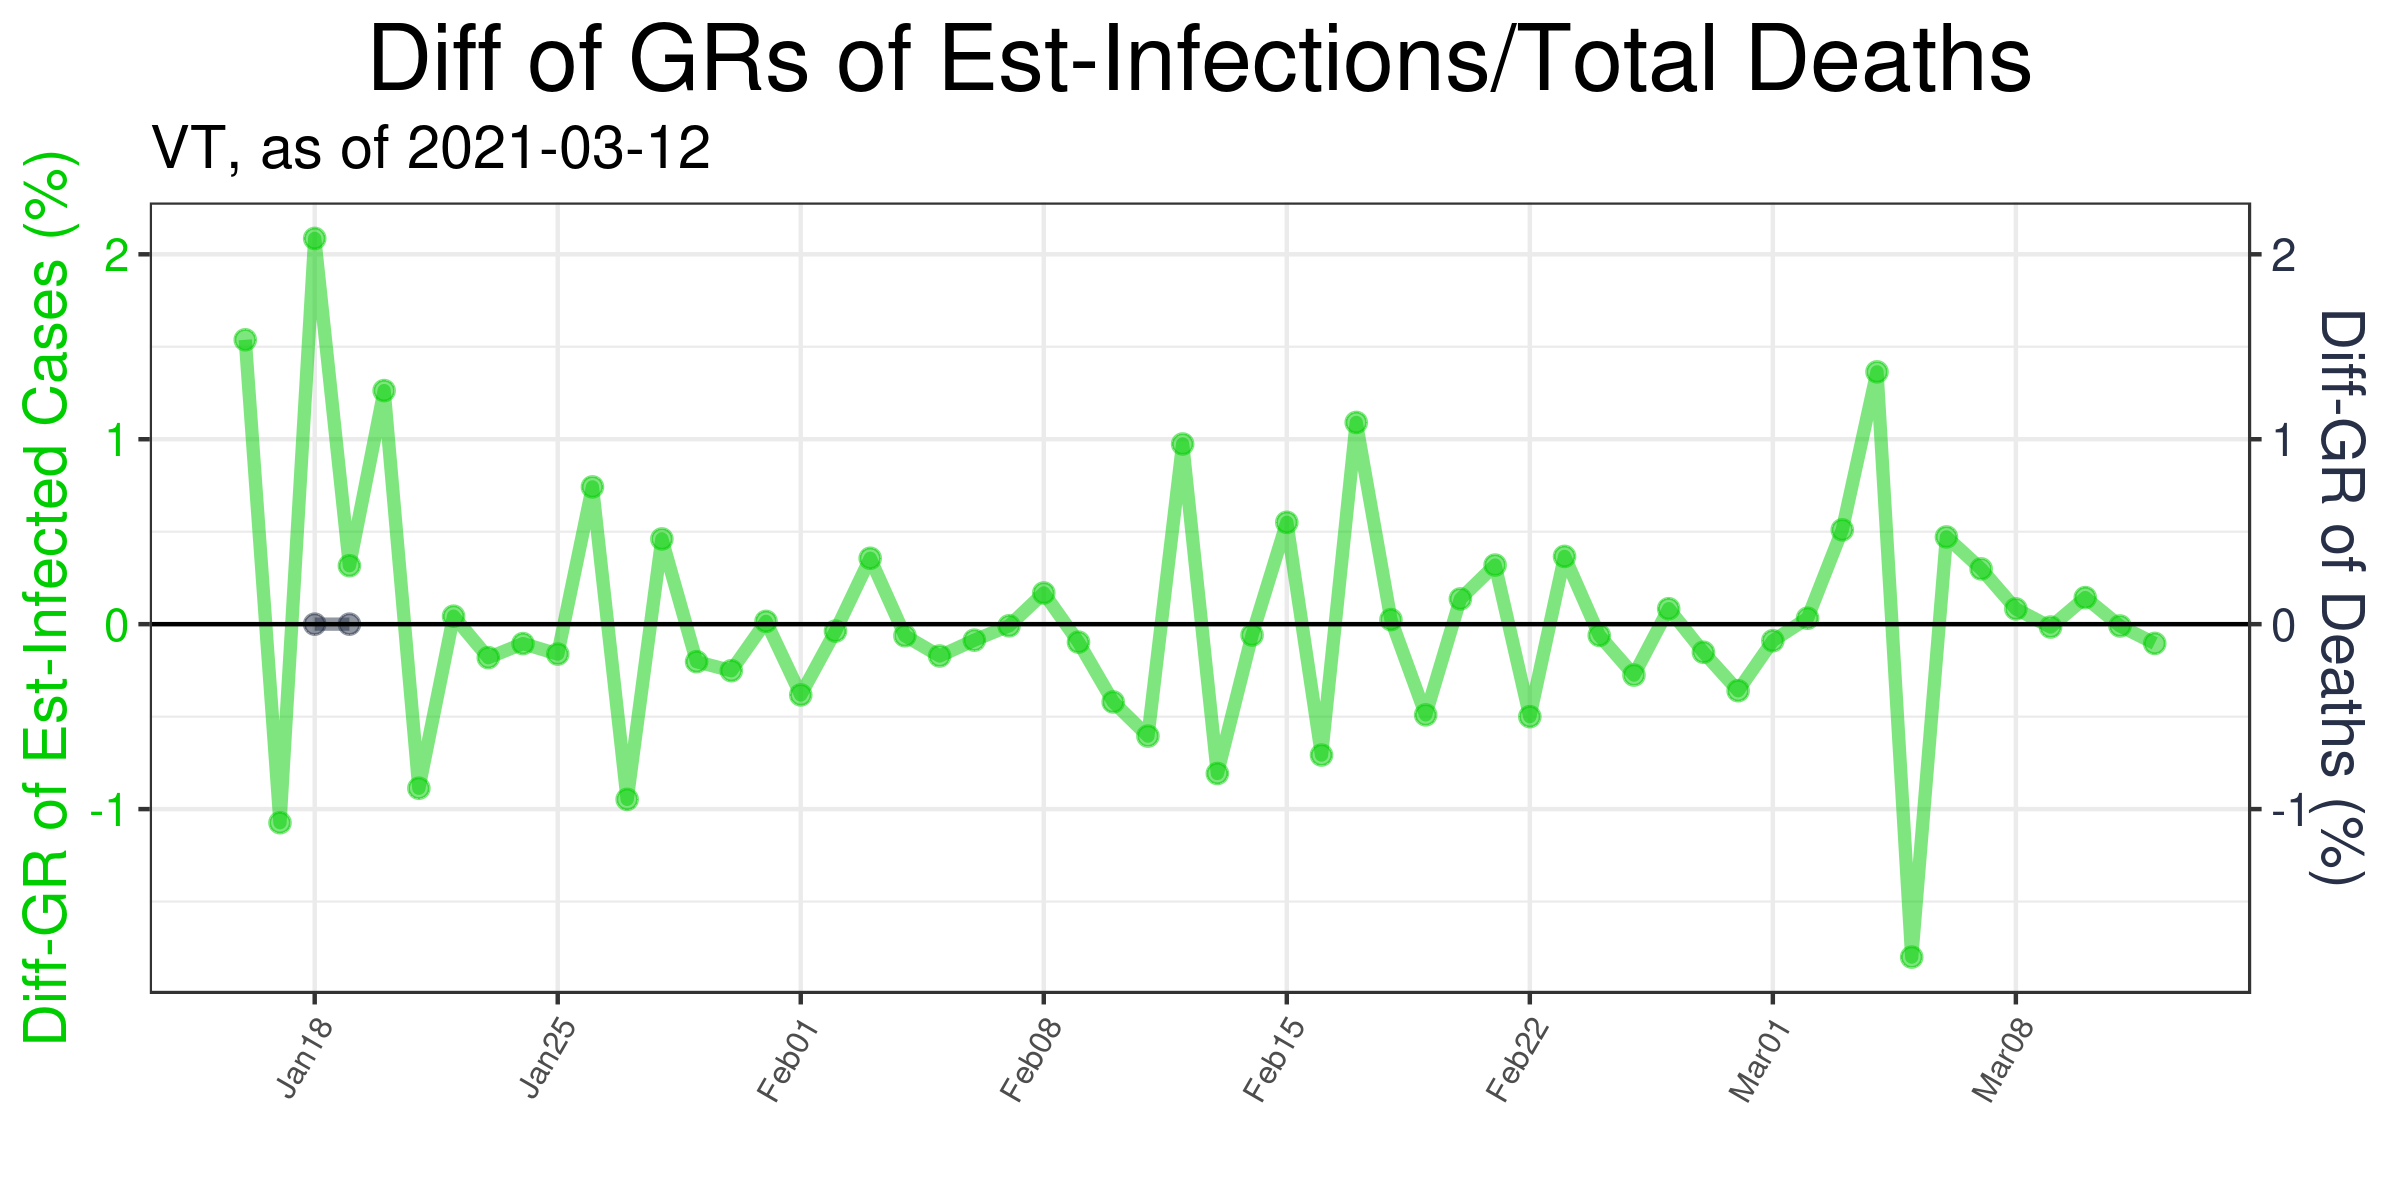 Diff of GRs of Est-Infections/Total Deaths
VT, as of 2021-03-12
Diff-GR of Est-Infected Cases (%)
2
1
0
-1
2
1
0
-1
Diff-GR of Deaths (%)
Jan18
Jan25
Feb01
Feb08
Feb15
Feb22
Mar01
Mar08